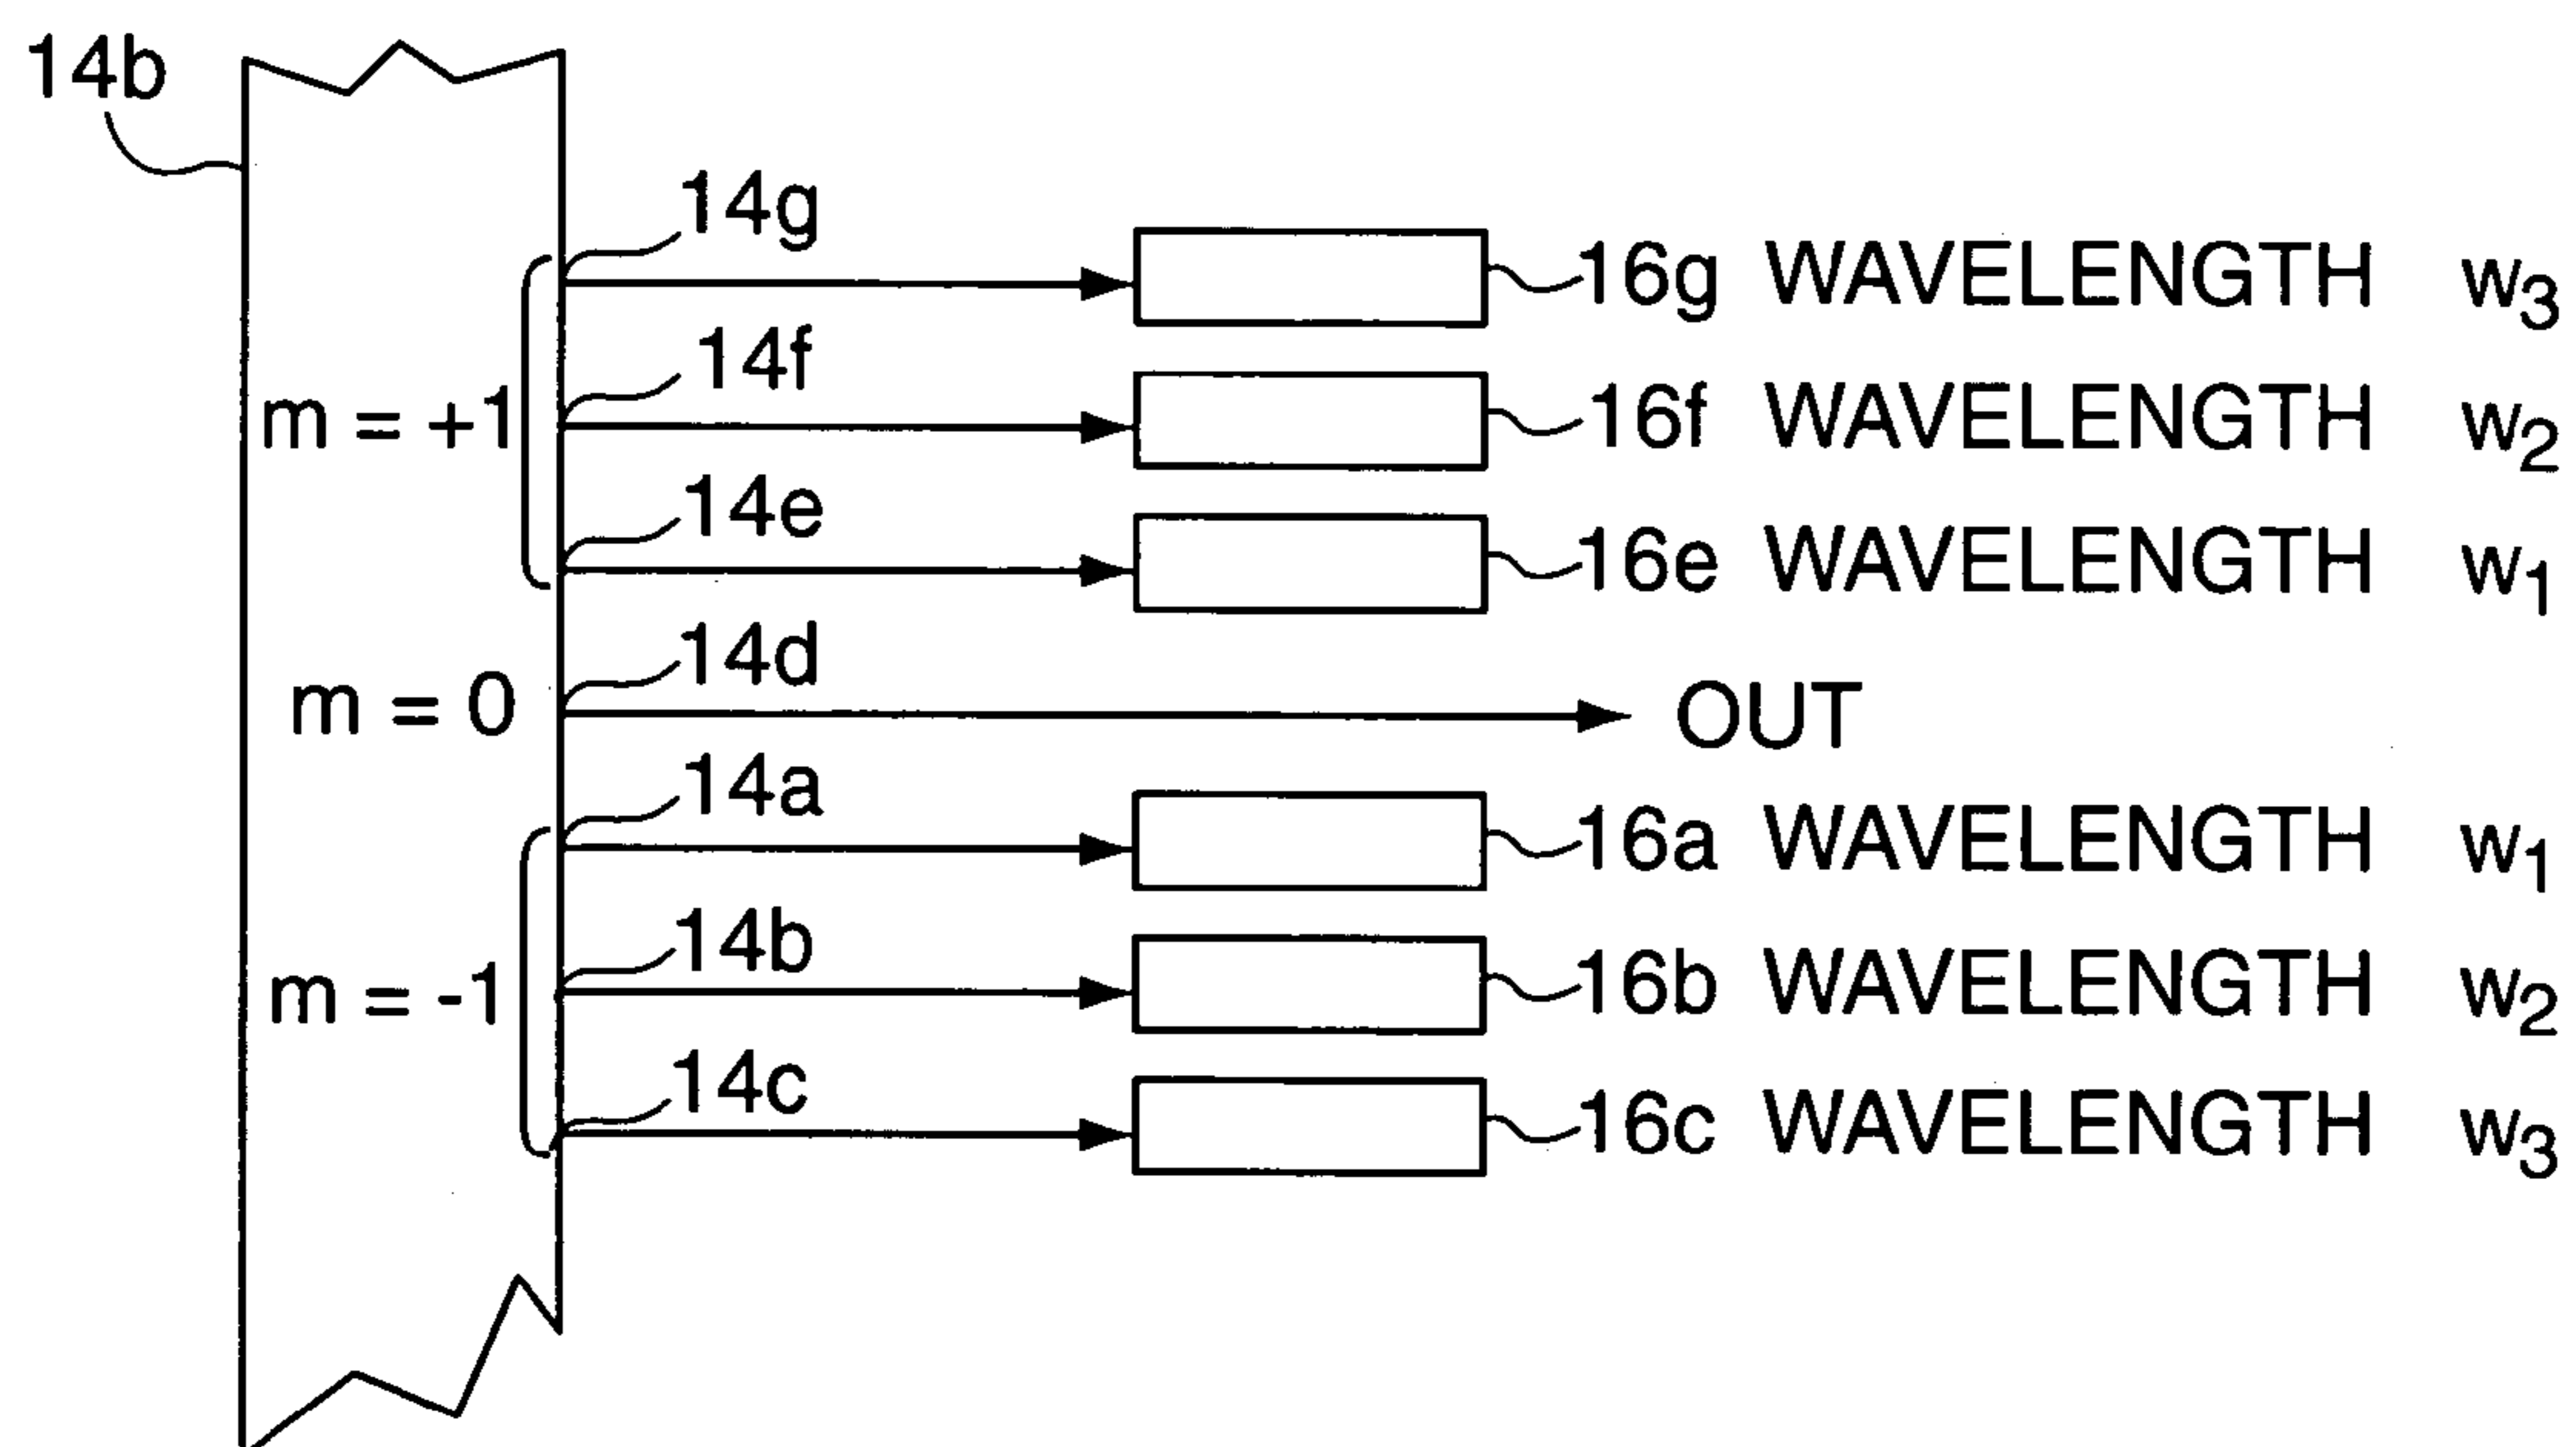 14b
14g
16g WAVELENGTH w3
14f
m = +1
16f WAVELENGTH w2
14e
16e WAVELENGTH w1
14d
m = 0
OUT
14a
16a WAVELENGTH w1
14b
m = -1
16b WAVELENGTH w2
14c
16c WAVELENGTH w3